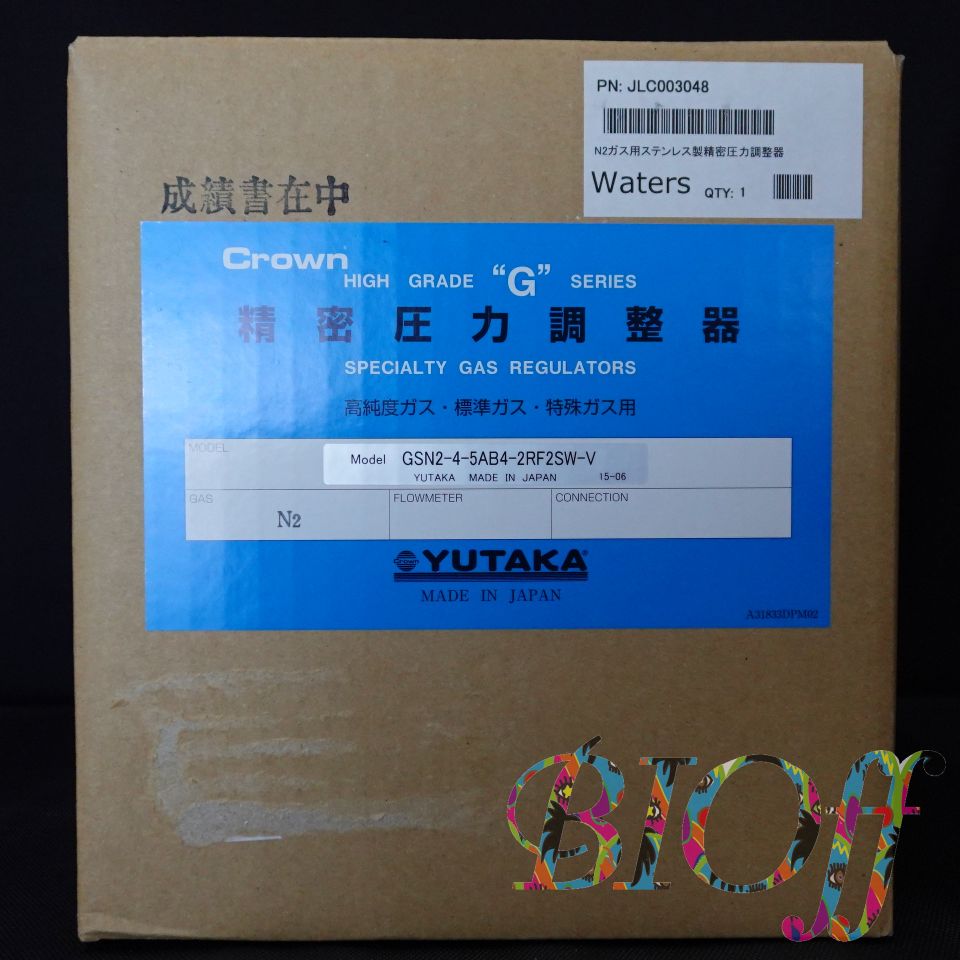 PN: JLC003048
N2ガス用ステンレス製精密圧力調整器
Waters QTY: 1
成績書在中
Crown
HIGH GRADE "G" SERIES
精密圧力調整器
SPECIALTY GAS REGULATORS
高純度ガス・標準ガス・特殊ガス用
MODEL
Model GSN2-4-5AB4-2RF2SW-V
YUTAKA MADE IN JAPAN 15-06
GAS FLOWMETER CONNECTION
N2
Crown YUTAKA
MADE IN JAPAN
A31833DPM02
BIOff